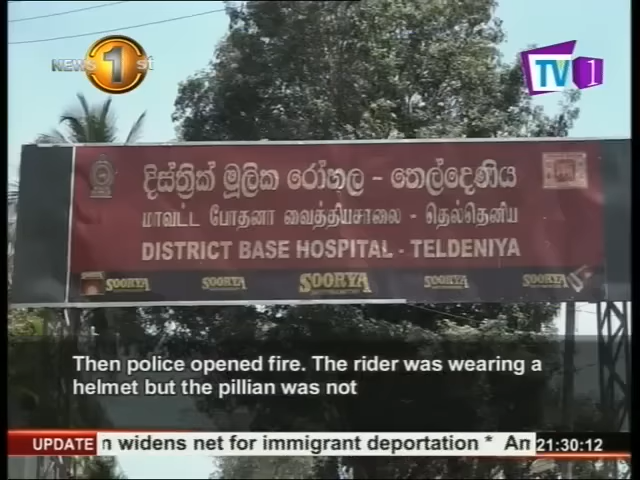 NEWS 1st
TV 1
දිස්ත්‍රික් මූලික රෝහල - තෙල්දෙණිය
மாவட்ட போதனா வைத்தியசாலை - தெல்தெனிய
DISTRICT BASE HOSPITAL - TELDENIYA
SOORYA SOORYA SOORYA SOORYA SOORYA
Then police opened fire. The rider was wearing a
helmet but the pillian was not
UPDATE n widens net for immigrant deportation * Am 21:30:12